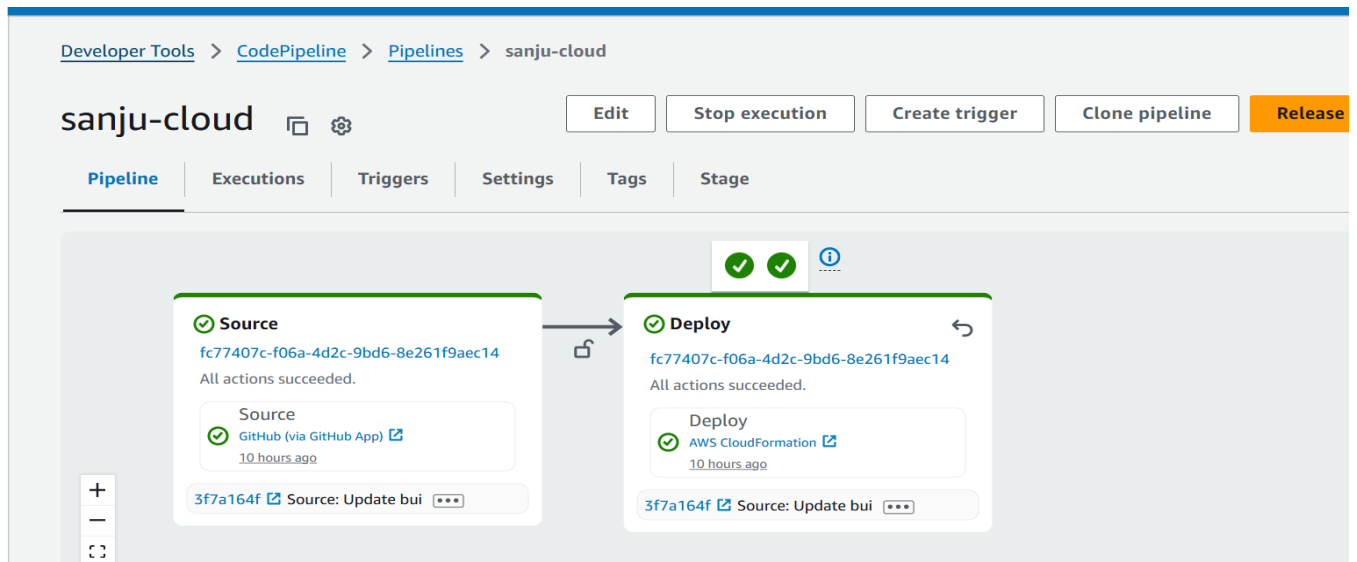 Developer Tools > CodePipeline > Pipelines > sanju-cloud
sanju-cloud
Edit
Stop execution
Create trigger
Clone pipeline
Release
Pipeline
Executions
Triggers
Settings
Tags
Stage
Source
fc77407c-f06a-4d2c-9bd6-8e261f9aec14
All actions succeeded.
Source
GitHub (via GitHub App)
10 hours ago
3f7a164f Source: Update bui
Deploy
fc77407c-f06a-4d2c-9bd6-8e261f9aec14
All actions succeeded.
Deploy
AWS CloudFormation
10 hours ago
3f7a164f Source: Update bui